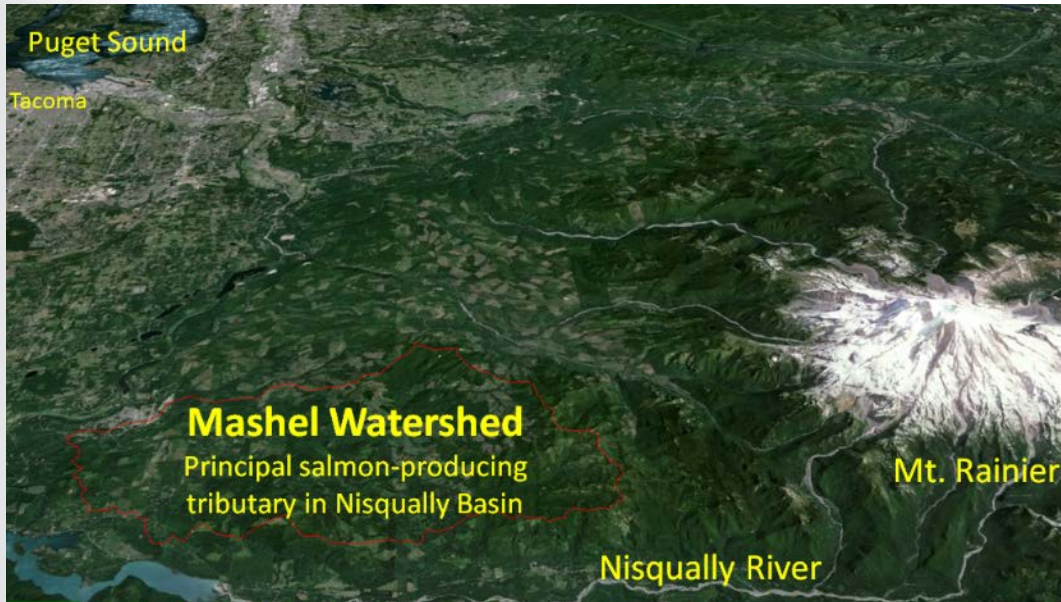 Puget Sound
Tacoma
Mashel Watershed
Principal salmon-producing
tributary in Nisqually Basin
Mt. Rainier
Nisqually River